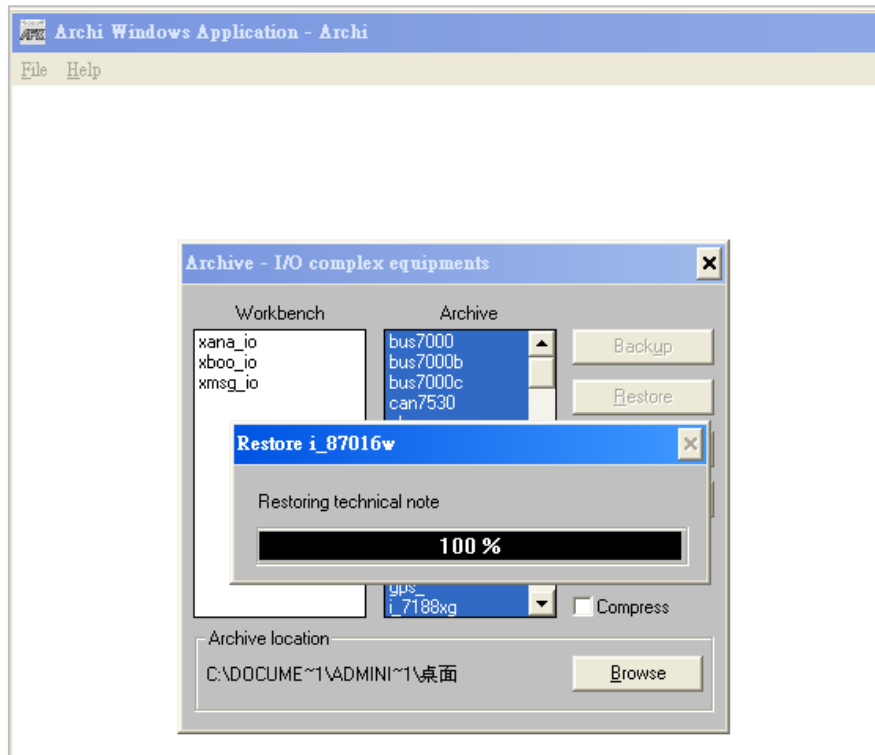 Archi Windows Application - Archi
File Help
Archive - I/O complex equipments
Workbench
Archive
xana_io
xboo_io
xmsg_io
bus7000
bus7000b
bus7000c
can7530
Backup
Restore
Restore i_87016w
Restoring technical note
100 %
gps_
i_7188xg
Compress
Archive location
C:\DOCUME~1\ADMINI~1\桌面
Browse